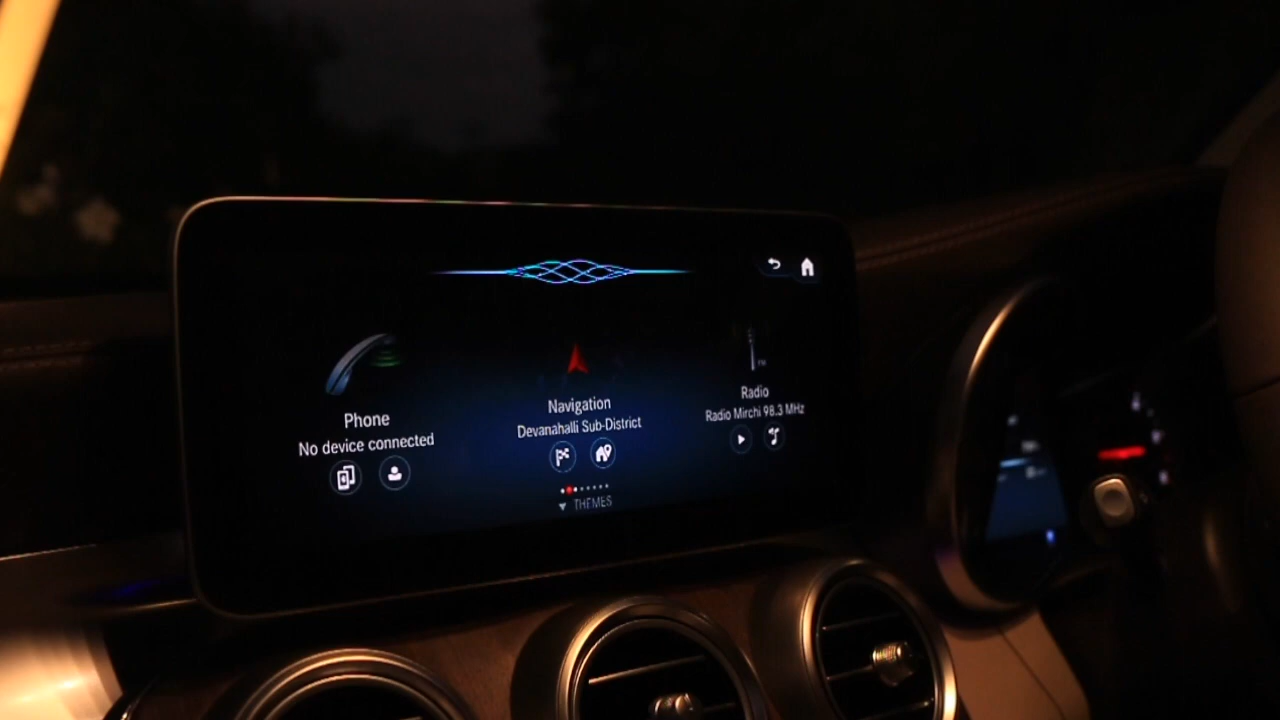 Phone
No device connected
Navigation
Devanahalli Sub-District
Radio
Radio Mirchi 98.3 MHz
THEMES